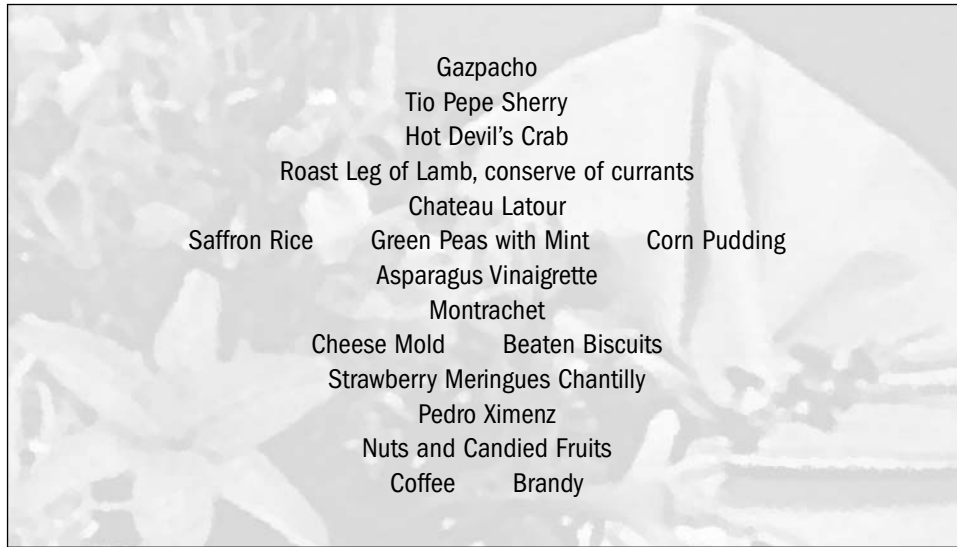 Gazpacho
Tio Pepe Sherry
Hot Devil's Crab
Roast Leg of Lamb, conserve of currants
Chateau Latour
Saffron Rice Green Peas with Mint Corn Pudding
Asparagus Vinaigrette
Montrachet
Cheese Mold Beaten Biscuits
Strawberry Meringues Chantilly
Pedro Ximenz
Nuts and Candied Fruits
Coffee Brandy